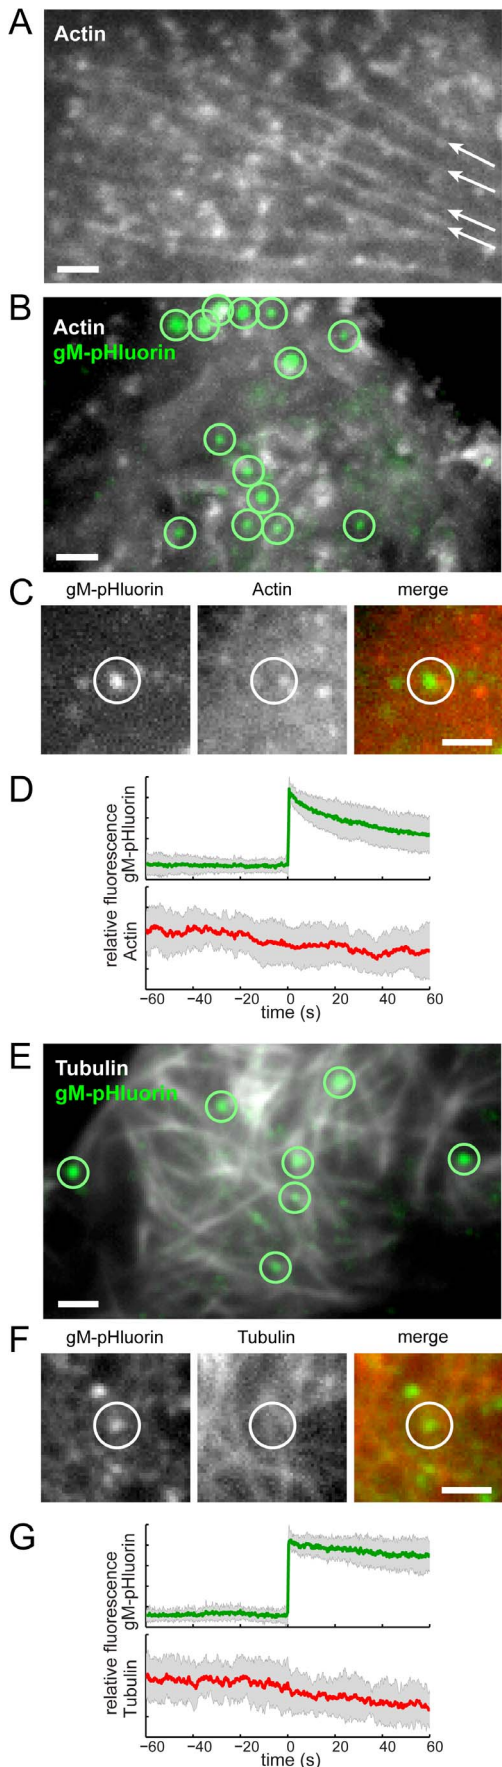 A
Actin
B
Actin
gM-pHluorin
C
gM-pHluorin Actin merge
D
relative fluorescence
gM-pHluorin
relative fluorescence
Actin
−60 −40 −20 0 20 40 60
time (s)
E
Tubulin
gM-pHluorin
F
gM-pHluorin Tubulin merge
G
relative fluorescence
gM-pHluorin
relative fluorescence
Tubulin
−60 −40 −20 0 20 40 60
time (s)